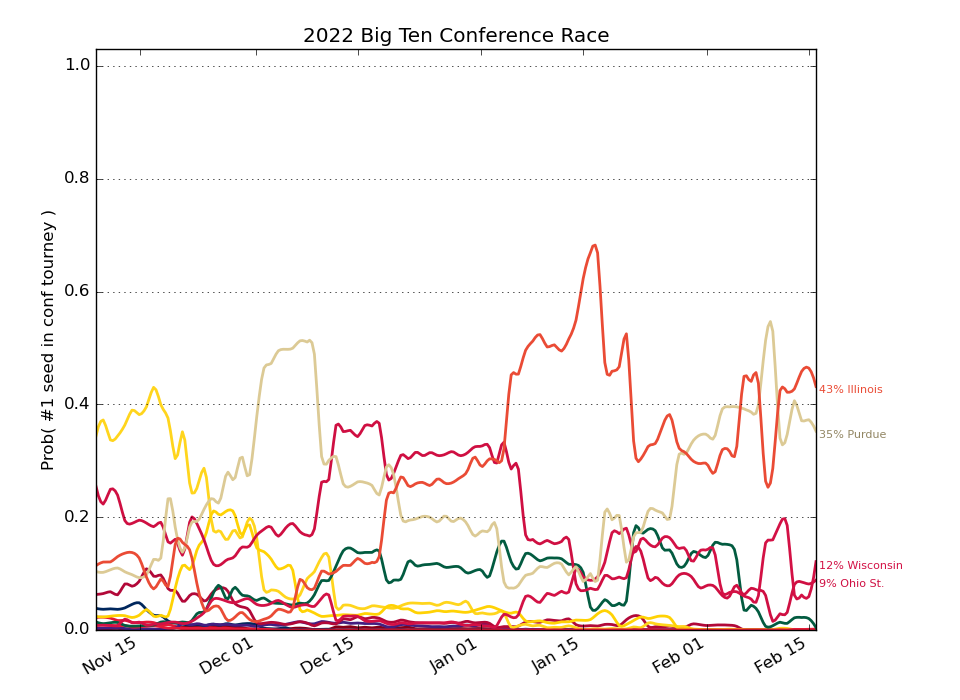 2022 Big Ten Conference Race
Prob( #1 seed in conf tourney )
1.0
0.8
0.6
0.4
0.2
0.0
43% Illinois
35% Purdue
12% Wisconsin
9% Ohio St.
Nov 15
Dec 01
Dec 15
Jan 01
Jan 15
Feb 01
Feb 15